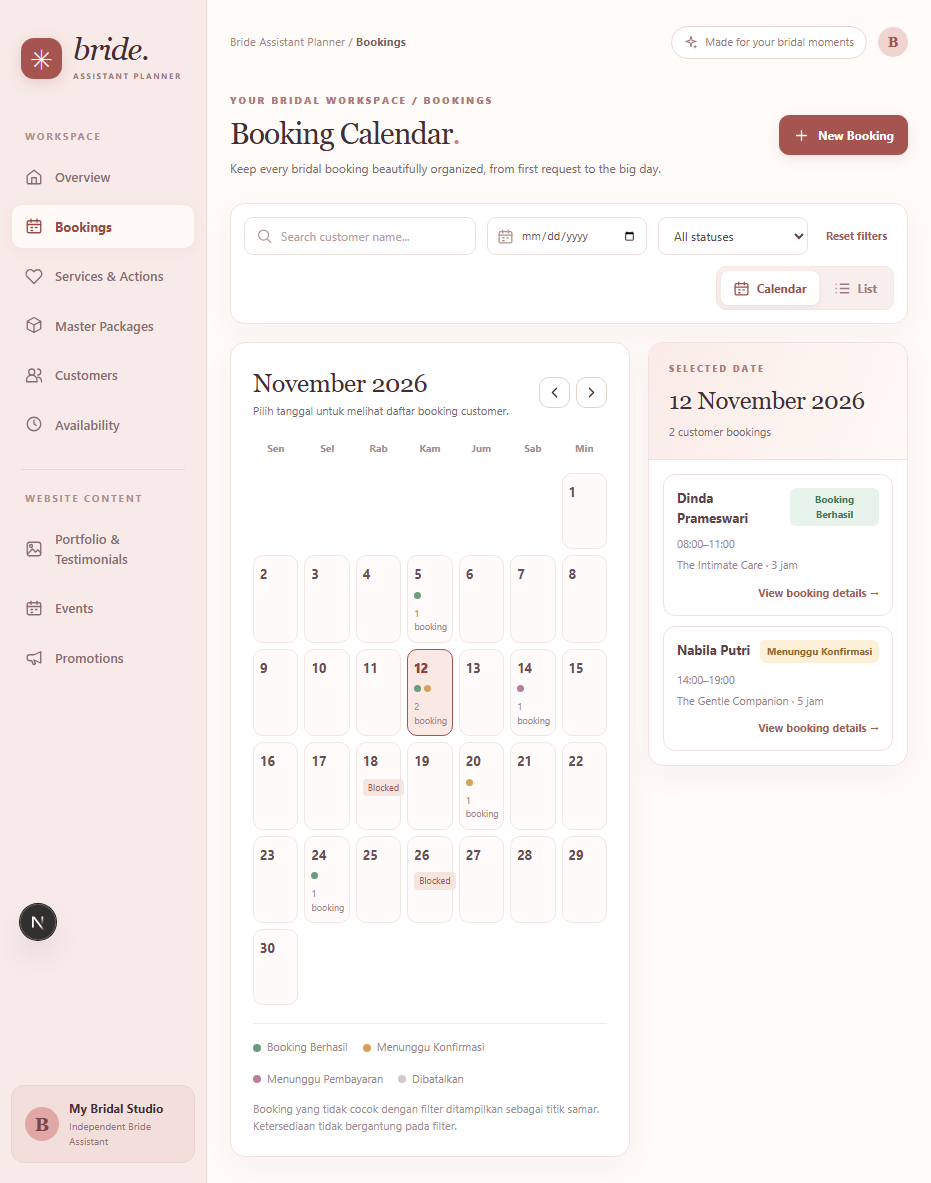 bride.
ASSISTANT PLANNER
WORKSPACE
Overview
Bookings
Services & Actions
Master Packages
Customers
Availability
WEBSITE CONTENT
Portfolio &
Testimonials
Events
Promotions
N
B
My Bridal Studio
Independent Bride
Assistant
Bride Assistant Planner / Bookings
Made for your bridal moments
B
YOUR BRIDAL WORKSPACE / BOOKINGS
Booking Calendar.
Keep every bridal booking beautifully organized, from first request to the big day.
New Booking
Search customer name...
mm/dd/yyyy
All statuses
Reset filters
Calendar
List
November 2026
Pilih tanggal untuk melihat daftar booking customer.
Sen Sel Rab Kam Jum Sab Min
1
2 3 4 5 6 7 8
1
booking
9 10 11 12 13 14 15
2 1
booking booking
16 17 18 19 20 21 22
Blocked
1
booking
23 24 25 26 27 28 29
Blocked
1
booking
30
Booking Berhasil
Menunggu Konfirmasi
Menunggu Pembayaran
Dibatalkan
Booking yang tidak cocok dengan filter ditampilkan sebagai titik samar.
Ketersediaan tidak bergantung pada filter.
SELECTED DATE
12 November 2026
2 customer bookings
Dinda
Prameswari
Booking
Berhasil
08:00–11:00
The Intimate Care · 3 jam
View booking details →
Nabila Putri
Menunggu Konfirmasi
14:00–19:00
The Gentle Companion · 5 jam
View booking details →